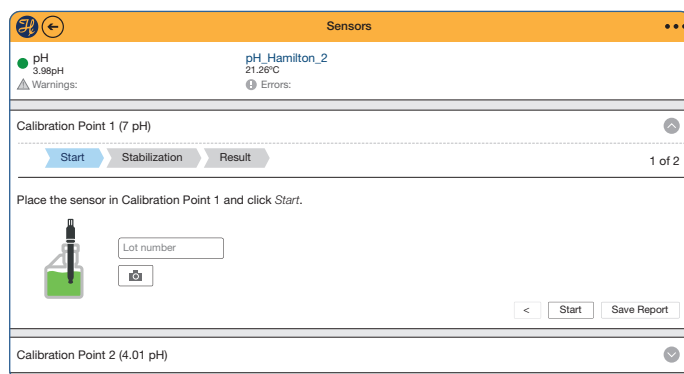 Sensors
pH
3.98pH
Warnings:
pH_Hamilton_2
21.26°C
Errors:
Calibration Point 1 (7 pH)
Start Stabilization Result
1 of 2
Place the sensor in Calibration Point 1 and click Start.
Lot number
< Start Save Report
Calibration Point 2 (4.01 pH)